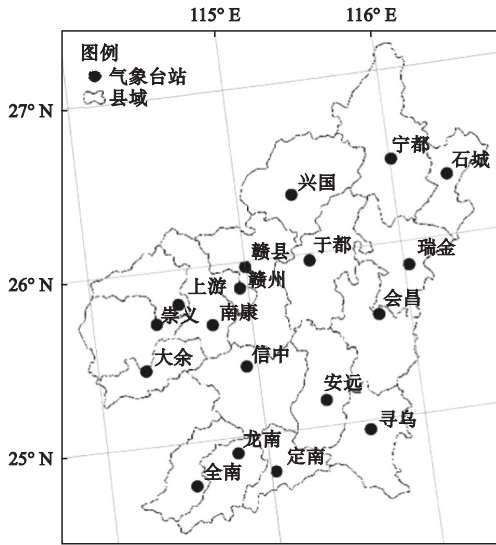 115° E
116° E
图例
气象台站
县域
27° N
宁都
石城
兴国
赣县
于都
瑞金
26° N
上游
赣州
会昌
崇义
南康
大余
信中
安远
寻乌
龙南
25° N
全南
定南